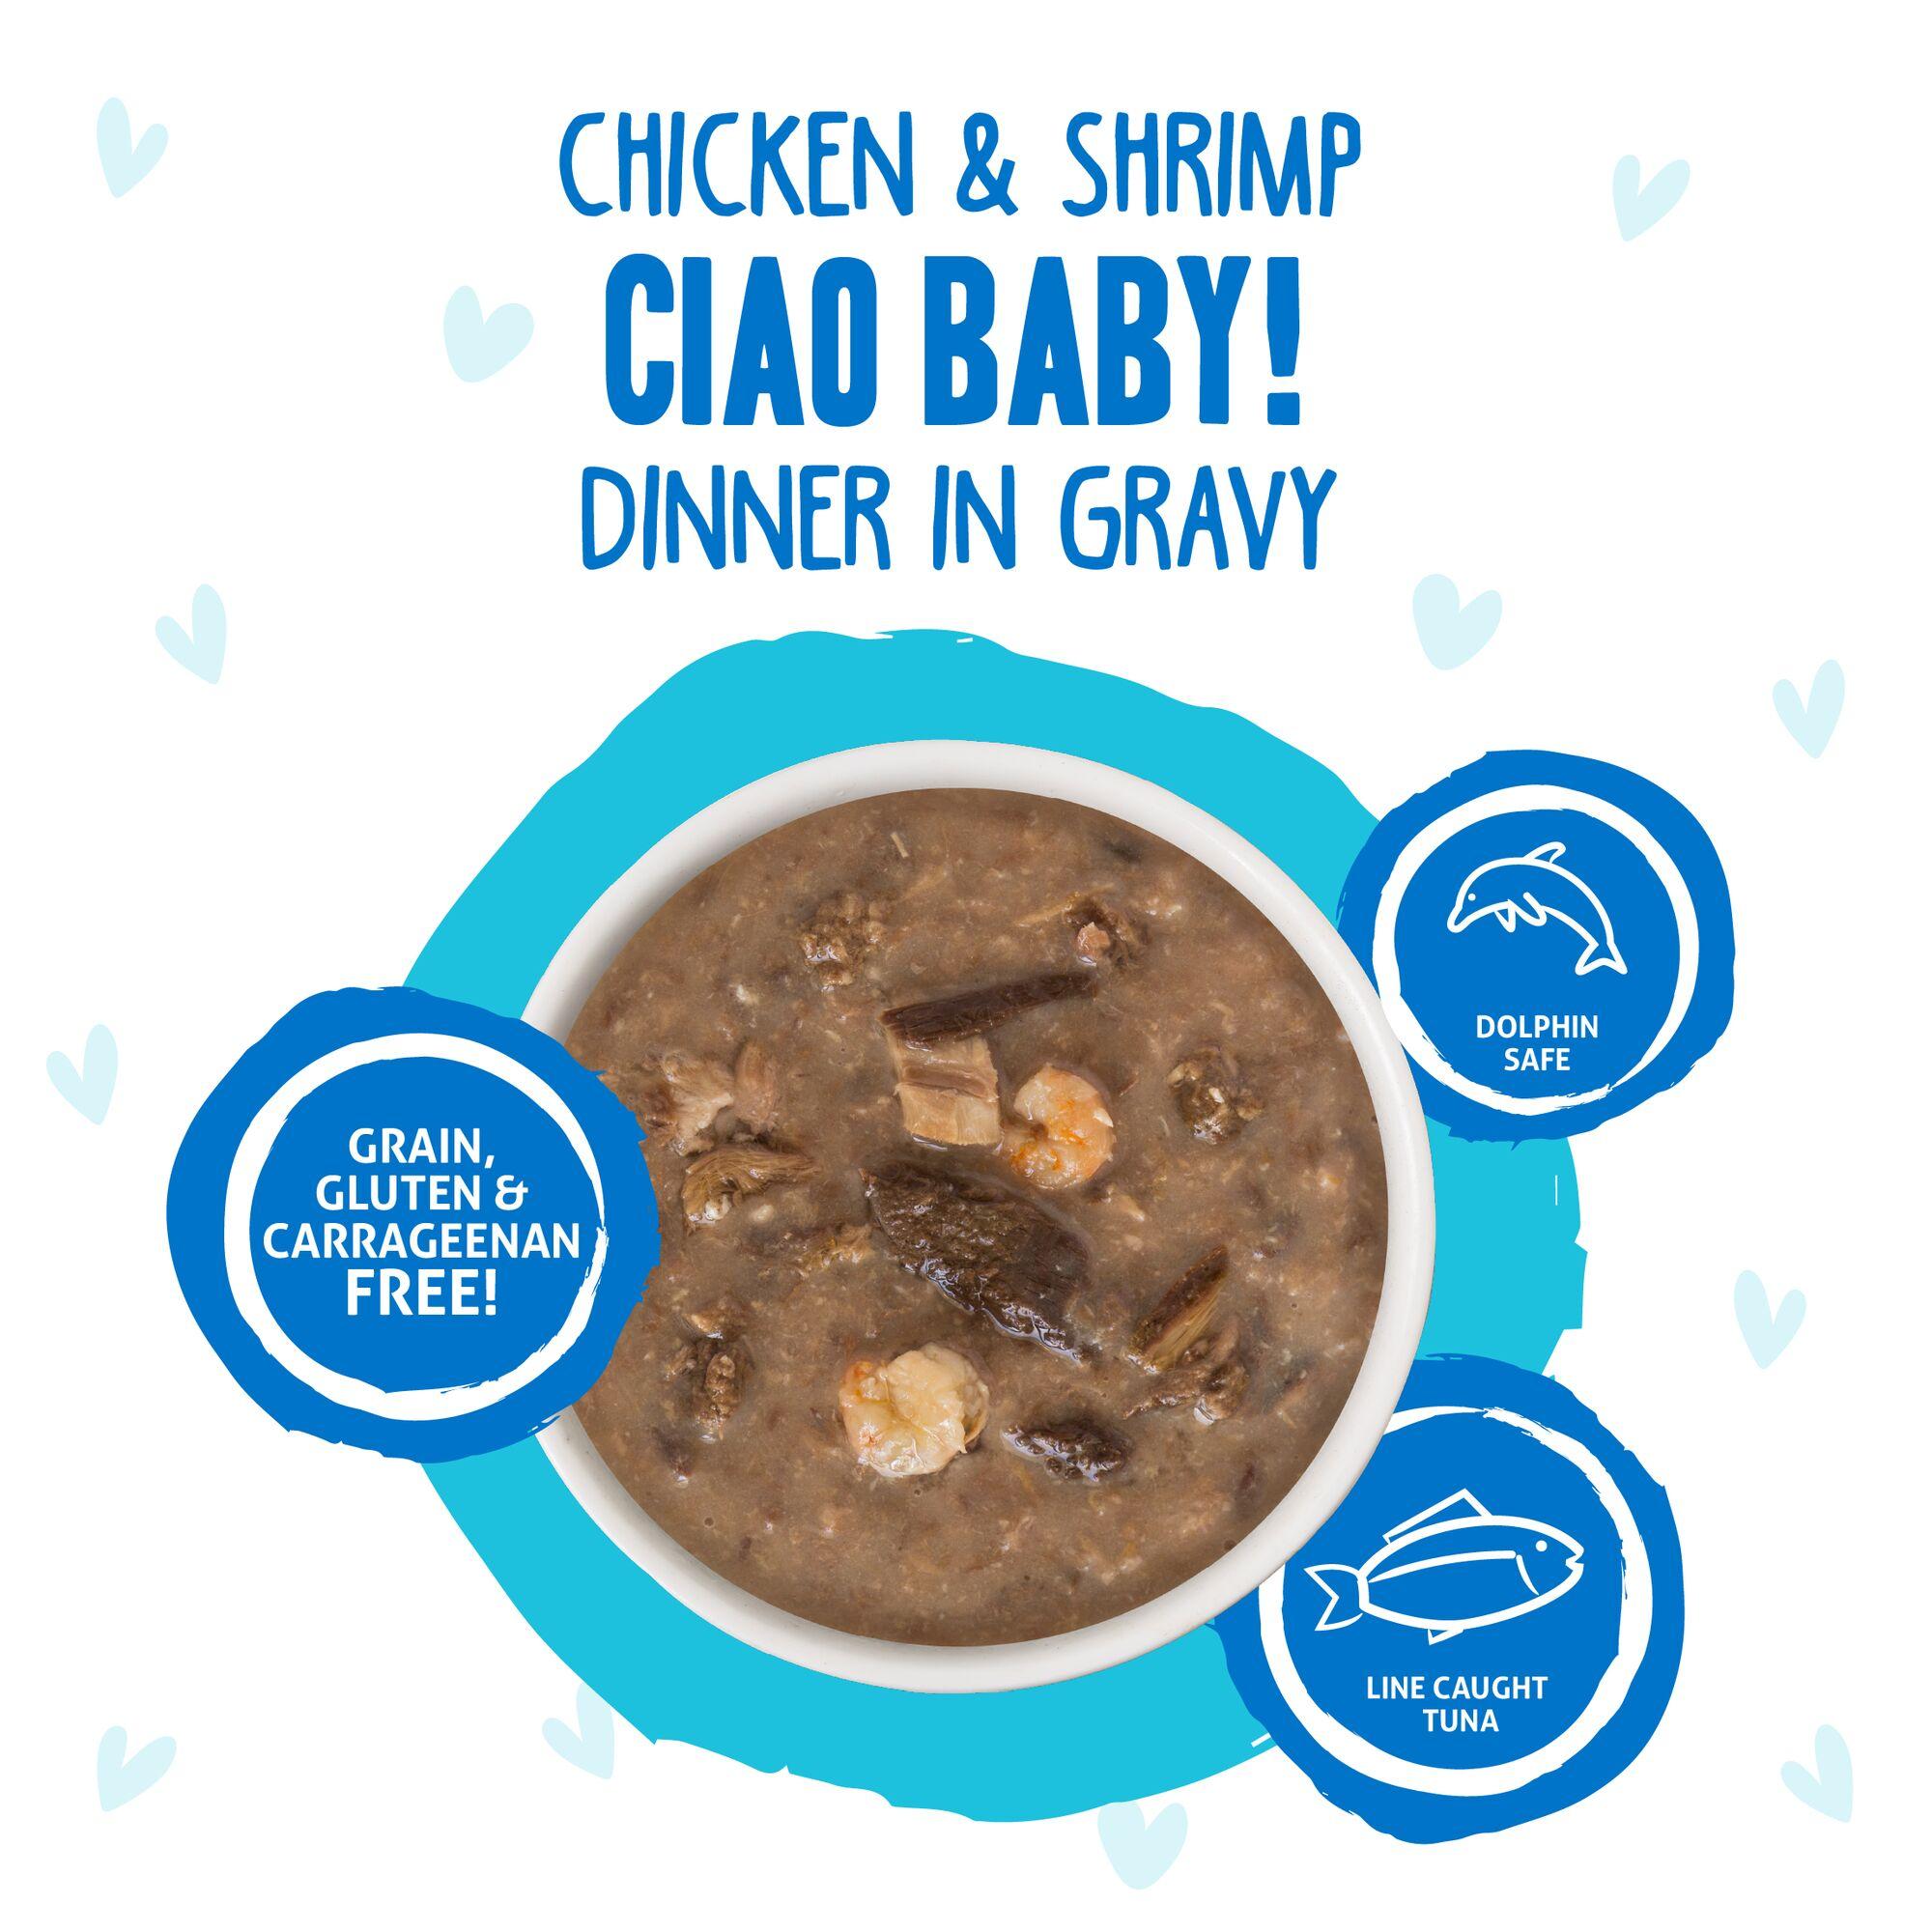 CHICKEN & SHRIMP
CIAO BABY!
DINNER IN GRAVY
DOLPHIN
SAFE
GRAIN,
GLUTEN &
CARRAGEENAN
FREE!
LINE CAUGHT
TUNA